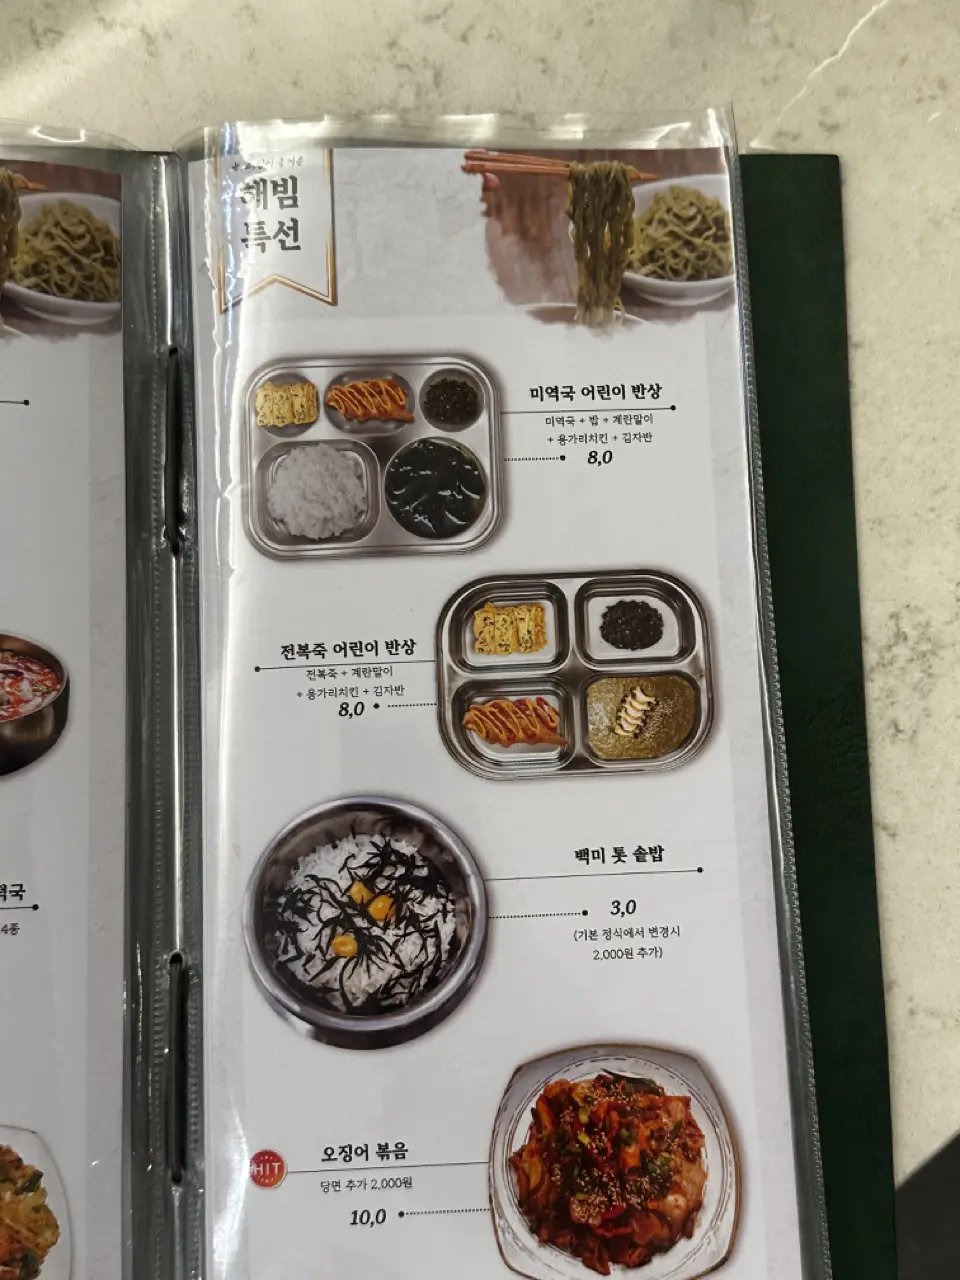 해빔
특선
미역국 어린이 반상
미역국 + 밥 + 계란말이
+ 용가리치킨 + 김자반
8,0
전복죽 어린이 반상
전복죽 + 계란말이
+ 용가리치킨 + 김자반
8,0
백미 톳 솥밥
3,0
(기본 정식에서 변경시
2,000원 추가)
국
4종
HIT
오징어 볶음
당면 추가 2,000원
10,0